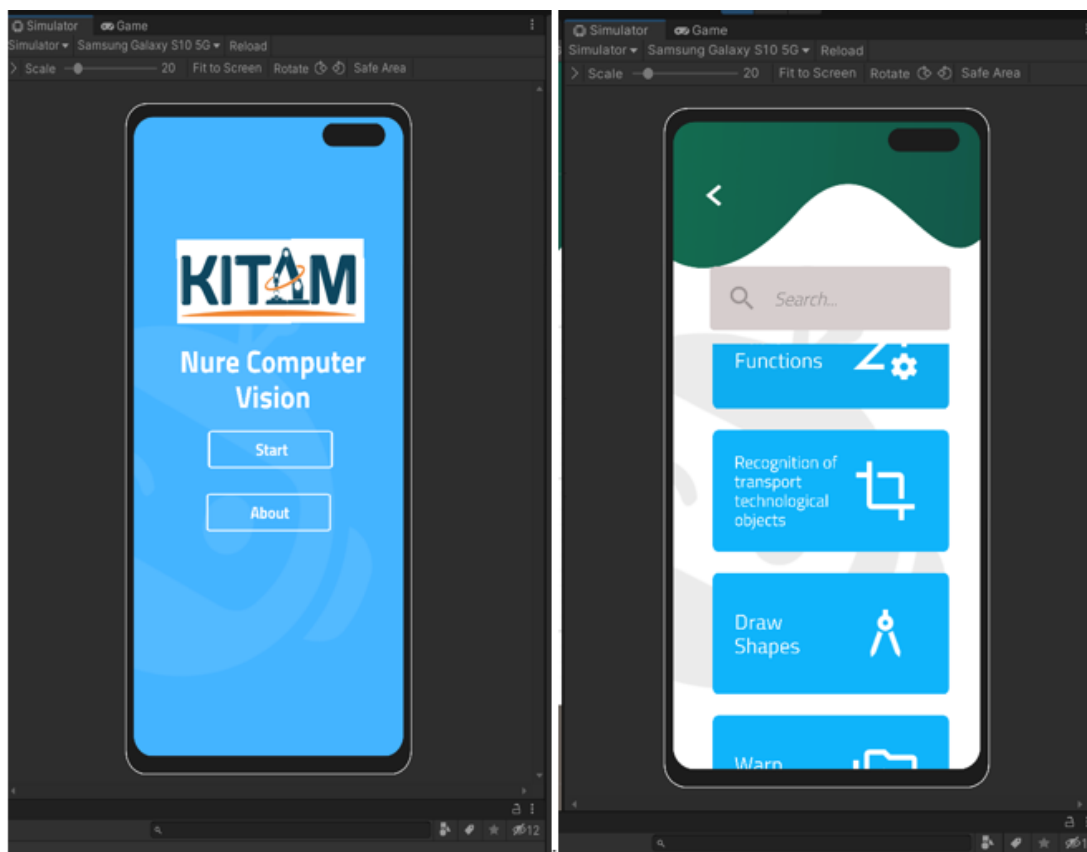 Simulator Game
Simulator Samsung Galaxy S10 5G Reload
Scale 20 Fit to Screen Rotate Safe Area
KITAM
Nure Computer
Vision
Start
About
12
Simulator Game
Simulator Samsung Galaxy S10 5G Reload
Scale 20 Fit to Screen Rotate Safe Area
Search...
Functions
Recognition of
transport
technological
objects
Draw
Shapes
Warp